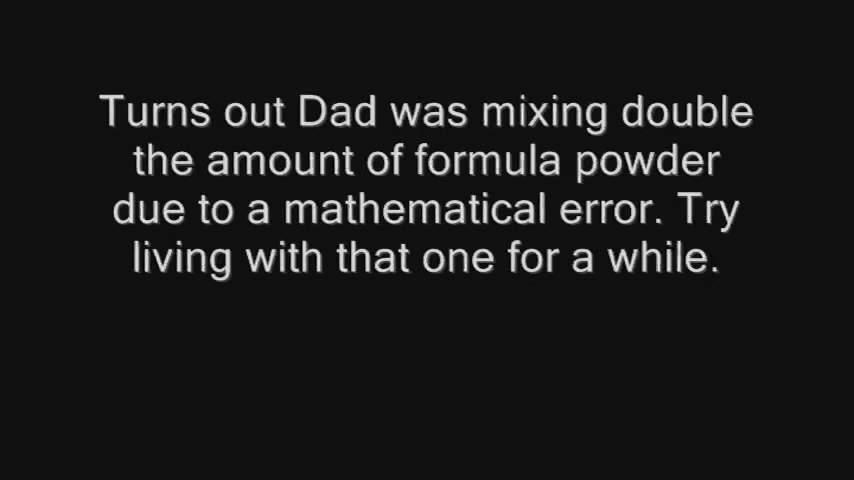 Turns out Dad was mixing double
the amount of formula powder
due to a mathematical error. Try
living with that one for a while.